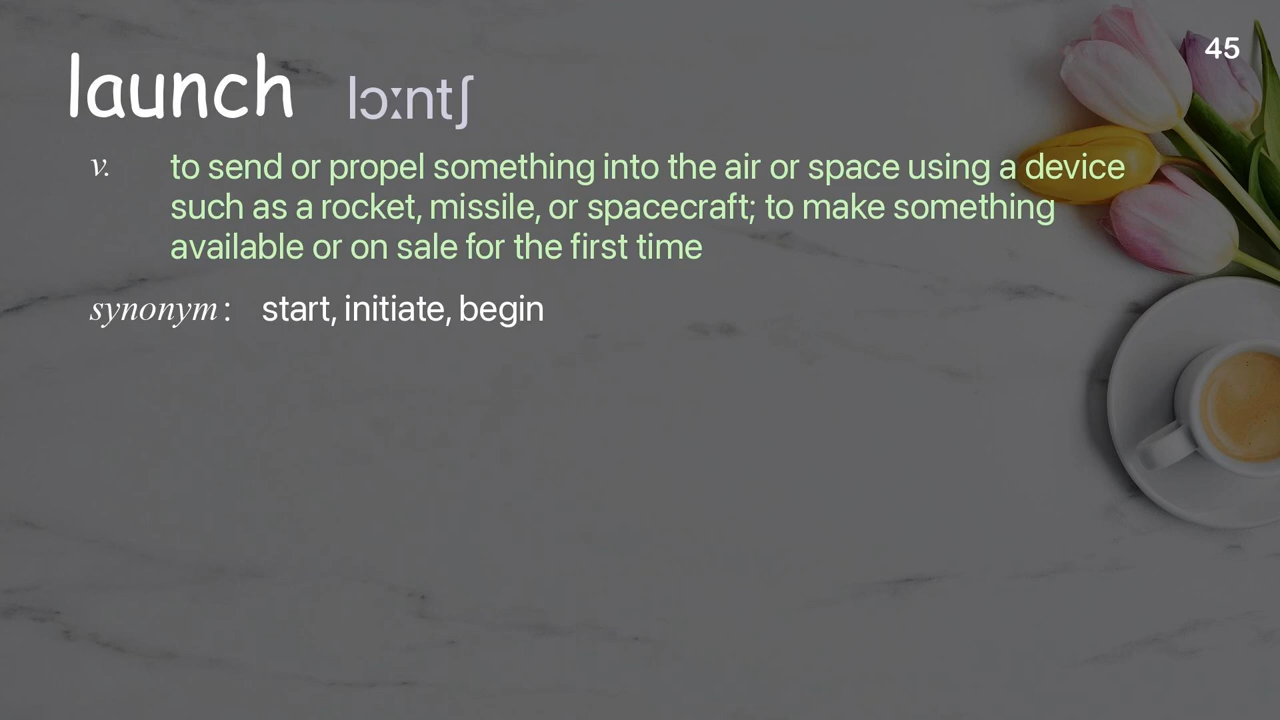 45
launch lɔːntʃ
v. to send or propel something into the air or space using a device
such as a rocket, missile, or spacecraft; to make something
available or on sale for the first time
synonym: start, initiate, begin